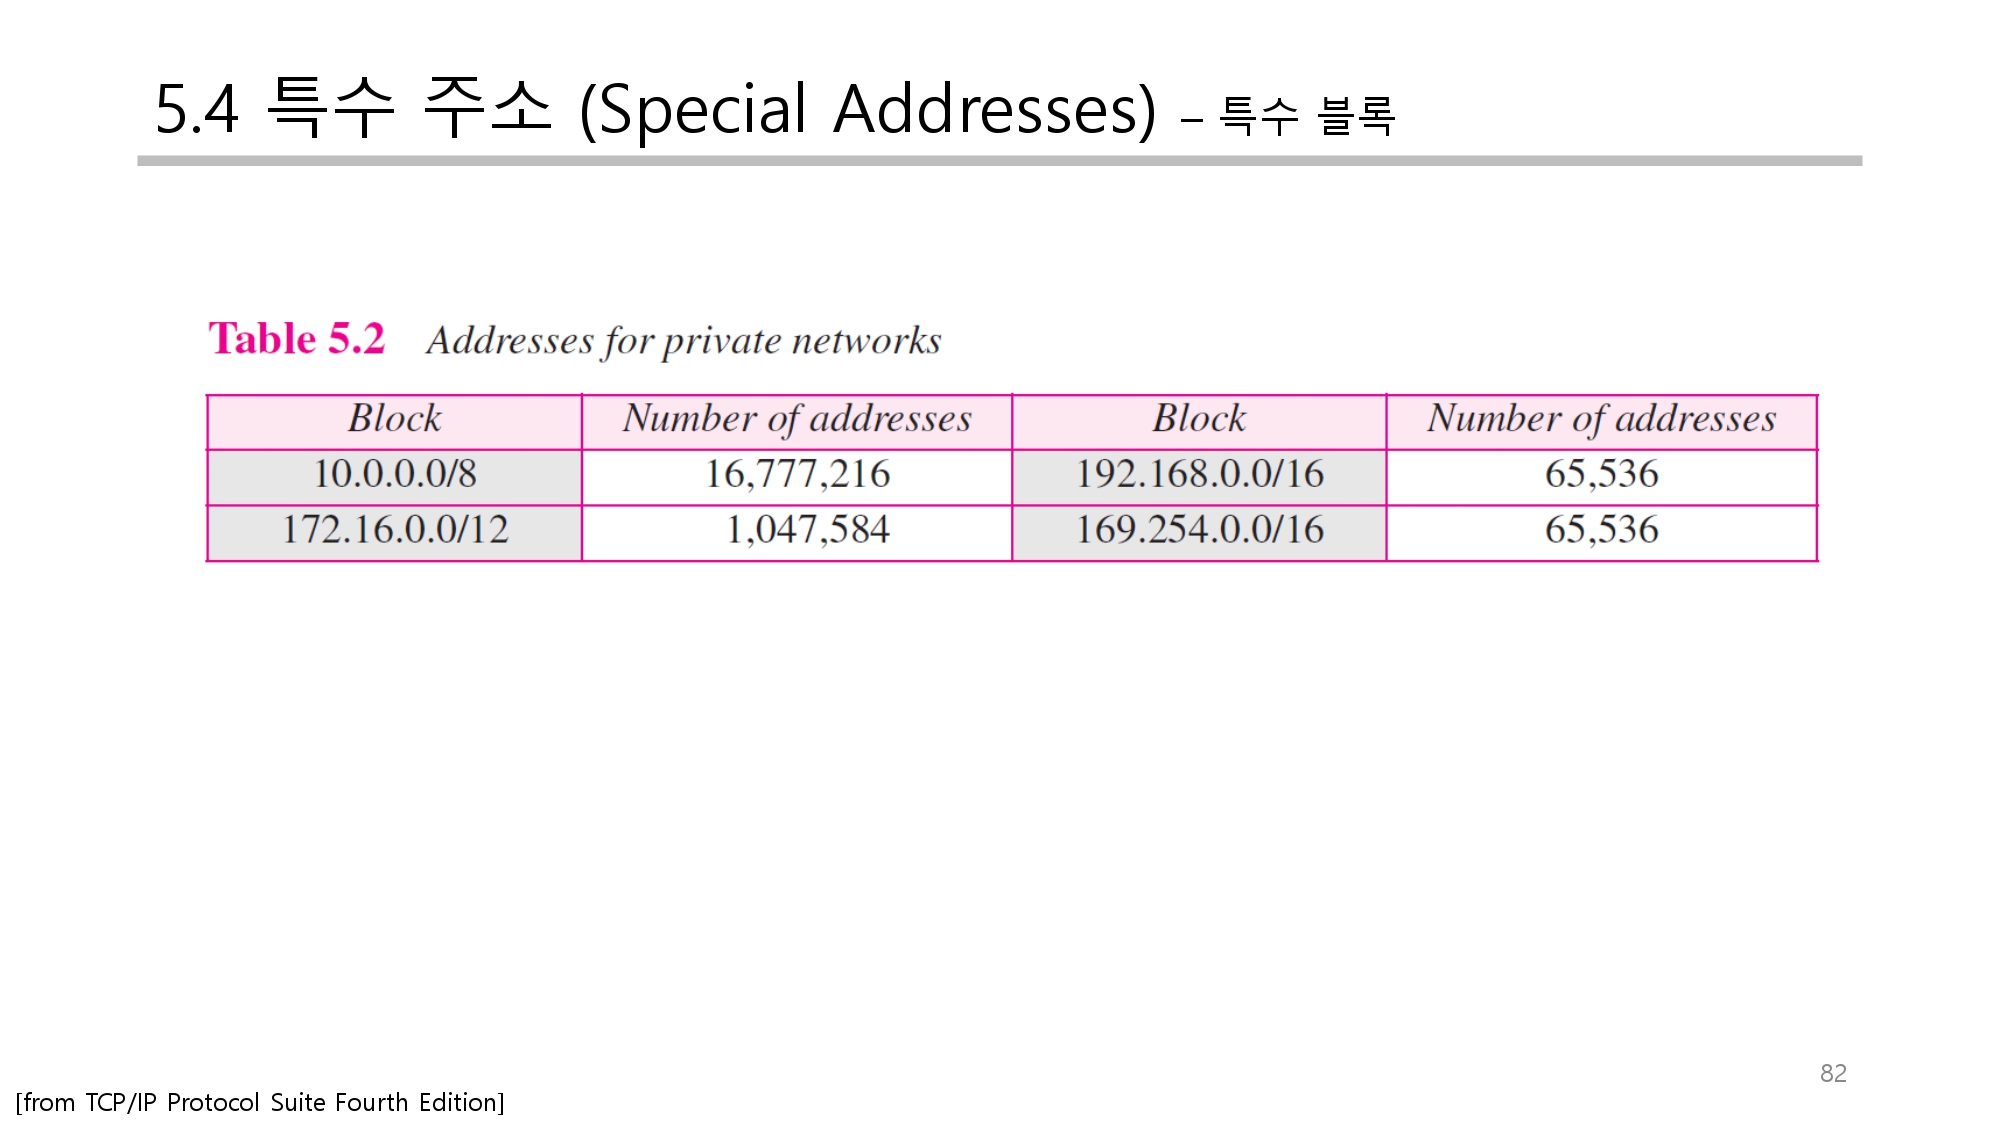 5.4 특수 주소 (Special Addresses) – 특수 블록
Table 5.2 Addresses for private networks
Block Number of addresses Block Number of addresses
10.0.0.0/8 16,777,216 192.168.0.0/16 65,536
172.16.0.0/12 1,047,584 169.254.0.0/16 65,536
82
[from TCP/IP Protocol Suite Fourth Edition]